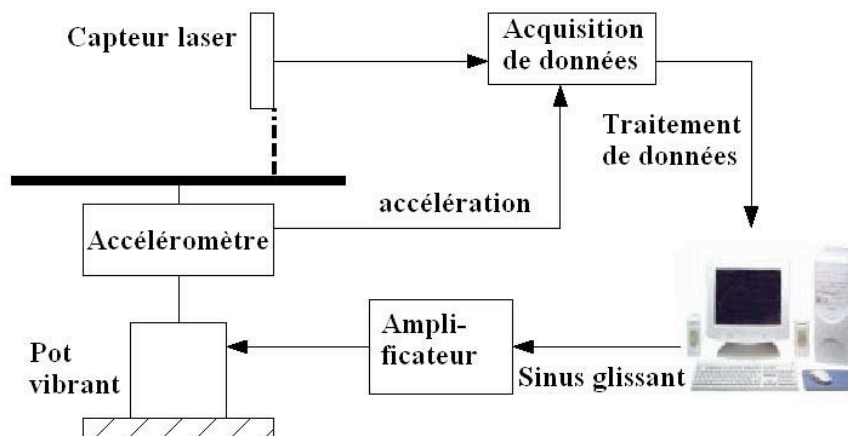 Capteur laser
Acquisition
de données
Traitement
de données
accélération
Accéléromètre
Ampli-
ficateur
Pot
vibrant
Sinus glissant